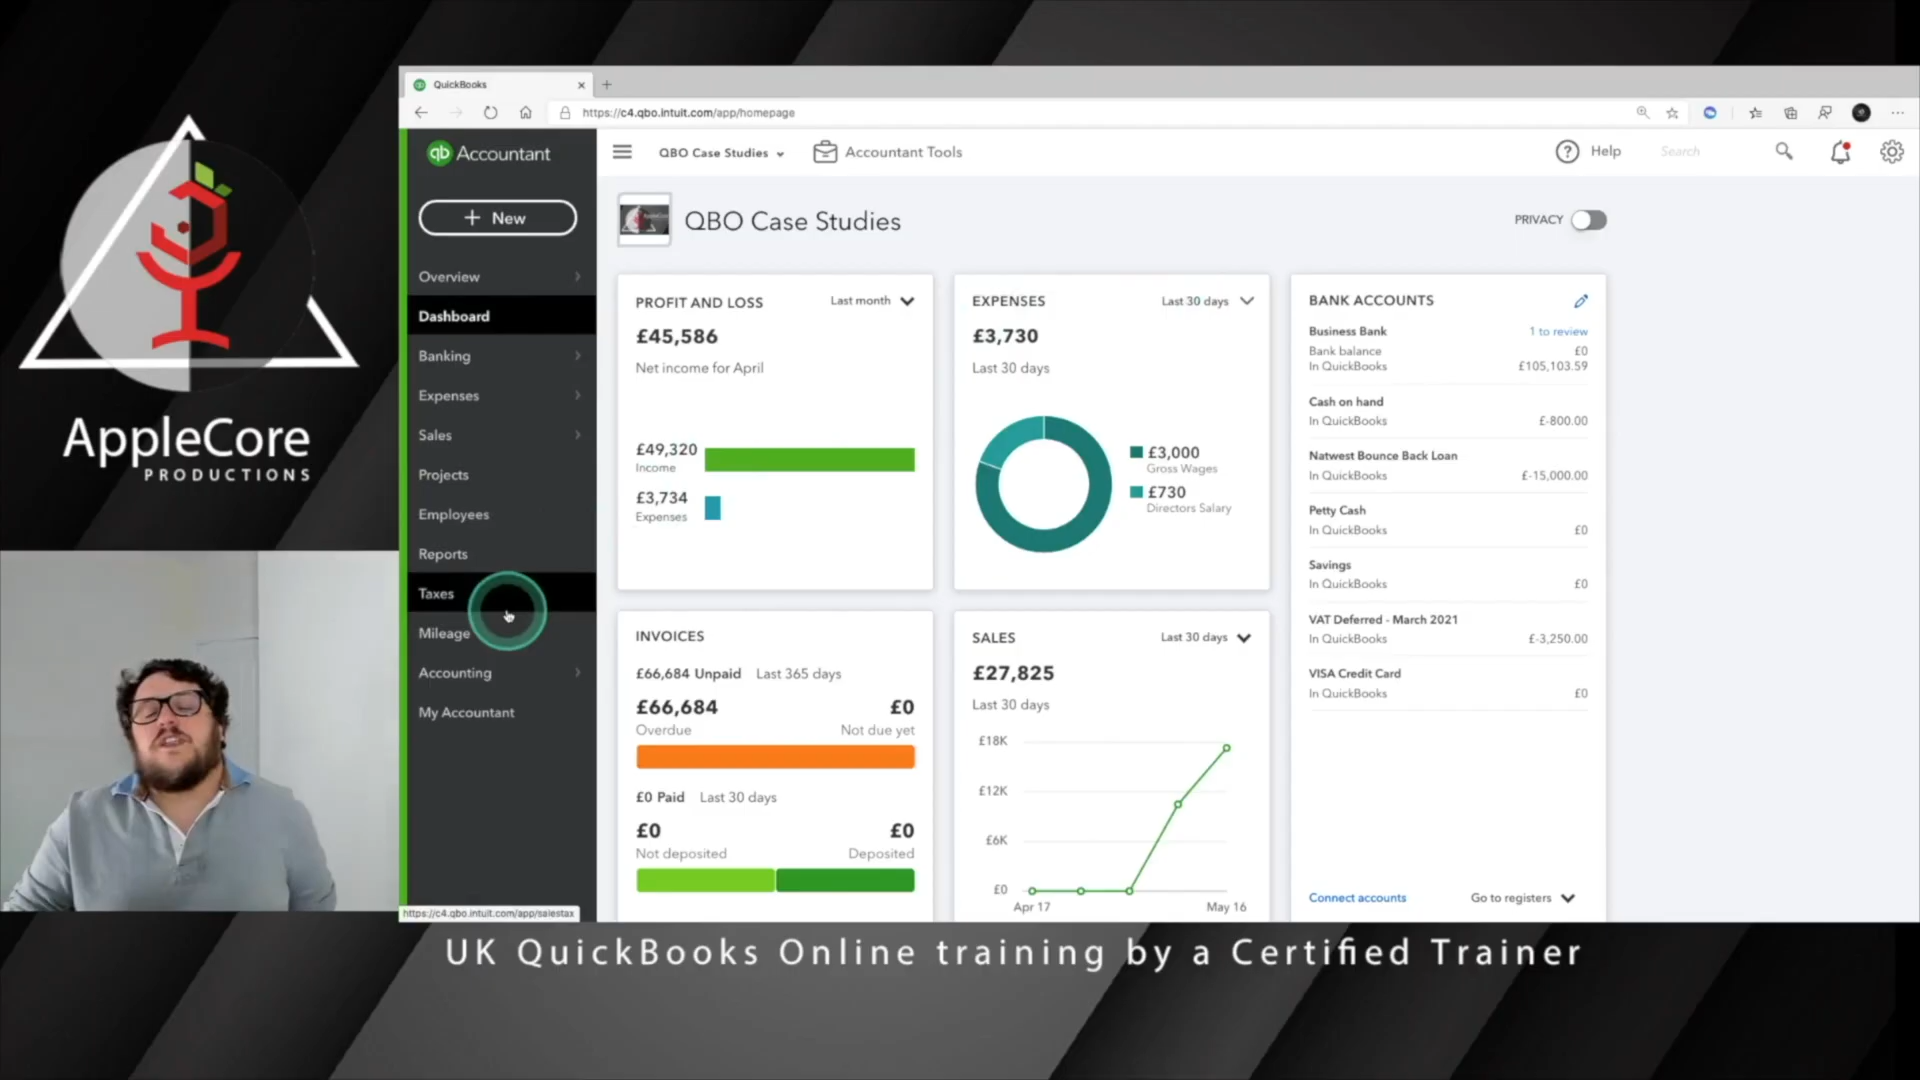 QuickBooks
https://c4.qbo.intuit.com/app/homepage
qb Accountant
QBO Case Studies
Accountant Tools
Help
Search
+ New
QBO Case Studies
PRIVACY
Overview
Dashboard
Banking
Expenses
Sales
Projects
Employees
Reports
Taxes
Mileage
Accounting
My Accountant
PROFIT AND LOSS
Last month
£45,586
Net income for April
£49,320
Income
£3,734
Expenses
EXPENSES
Last 30 days
£3,730
Last 30 days
£3,000
Gross Wages
£730
Directors Salary
BANK ACCOUNTS
Business Bank 1 to review
Bank balance £0
In QuickBooks £105,103.59
Cash on hand
In QuickBooks £-800.00
Natwest Bounce Back Loan
In QuickBooks £-15,000.00
Petty Cash
In QuickBooks £0
Savings
In QuickBooks £0
VAT Deferred - March 2021
In QuickBooks £-3,250.00
VISA Credit Card
In QuickBooks £0
Connect accounts Go to registers
INVOICES
£66,684 Unpaid Last 365 days
£66,684 £0
Overdue Not due yet
£0 Paid Last 30 days
£0 £0
Not deposited Deposited
SALES
Last 30 days
£27,825
Last 30 days
£18K
£12K
£6K
£0
Apr 17 May 16
https://c4.qbo.intuit.com/app/salestax
AppleCore
PRODUCTIONS
UK QuickBooks Online training by a Certified Trainer